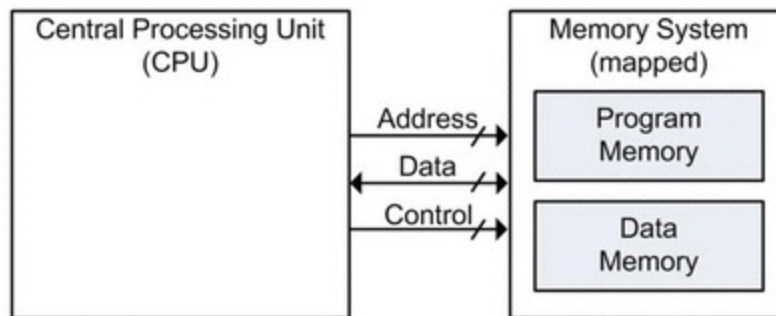 Central Processing Unit
(CPU)
Memory System
(mapped)
Address
Data
Control
Program
Memory
Data
Memory